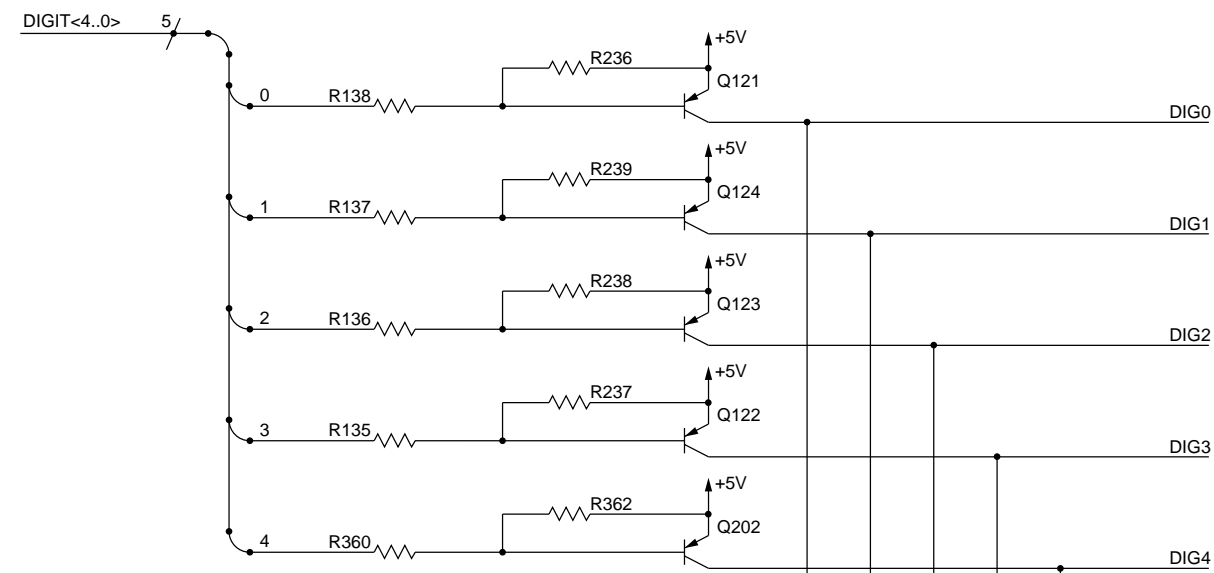 DIGIT<4..0> 5
+5V
R236
Q121
0 R138
DIG0
+5V
R239
Q124
1 R137
DIG1
+5V
R238
Q123
2 R136
DIG2
+5V
R237
Q122
3 R135
DIG3
+5V
R362
Q202
4 R360
DIG4